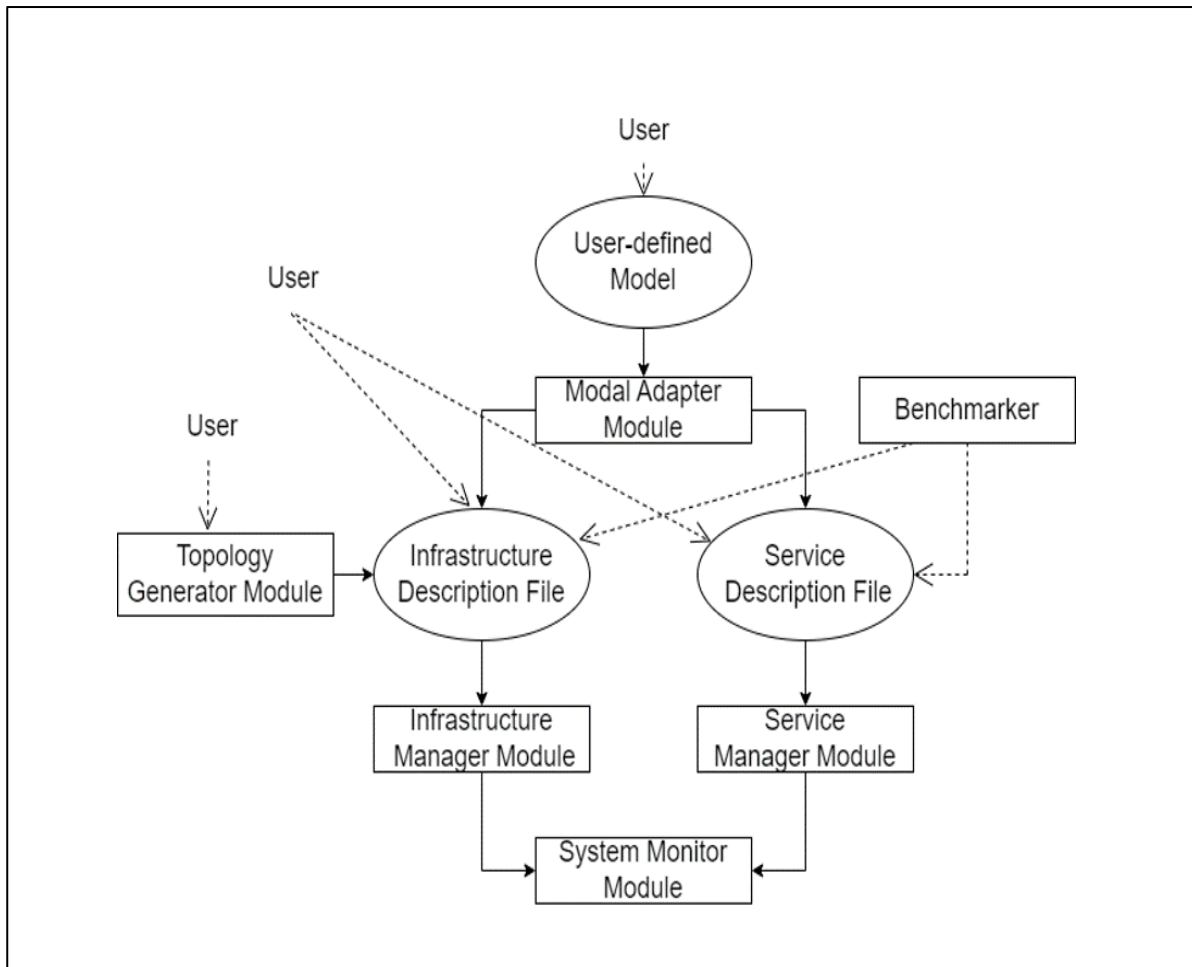 User
User-defined
Model
User
Modal Adapter
Module
Benchmarker
User
Topology
Generator Module
Infrastructure
Description File
Service
Description File
Infrastructure
Manager Module
Service
Manager Module
System Monitor
Module